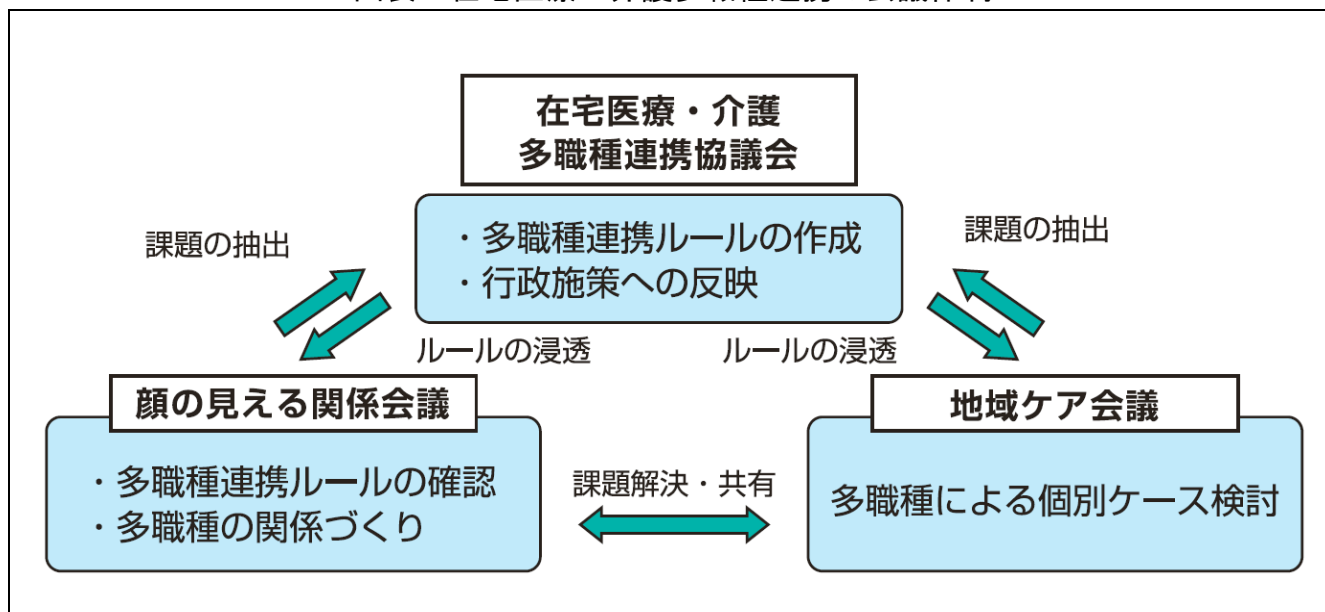 在宅医療・介護
多職種連携協議会
・多職種連携ルールの作成
・行政施策への反映
課題の抽出
課題の抽出
ルールの浸透
ルールの浸透
顔の見える関係会議
・多職種連携ルールの確認
・多職種の関係づくり
課題解決・共有
地域ケア会議
多職種による個別ケース検討